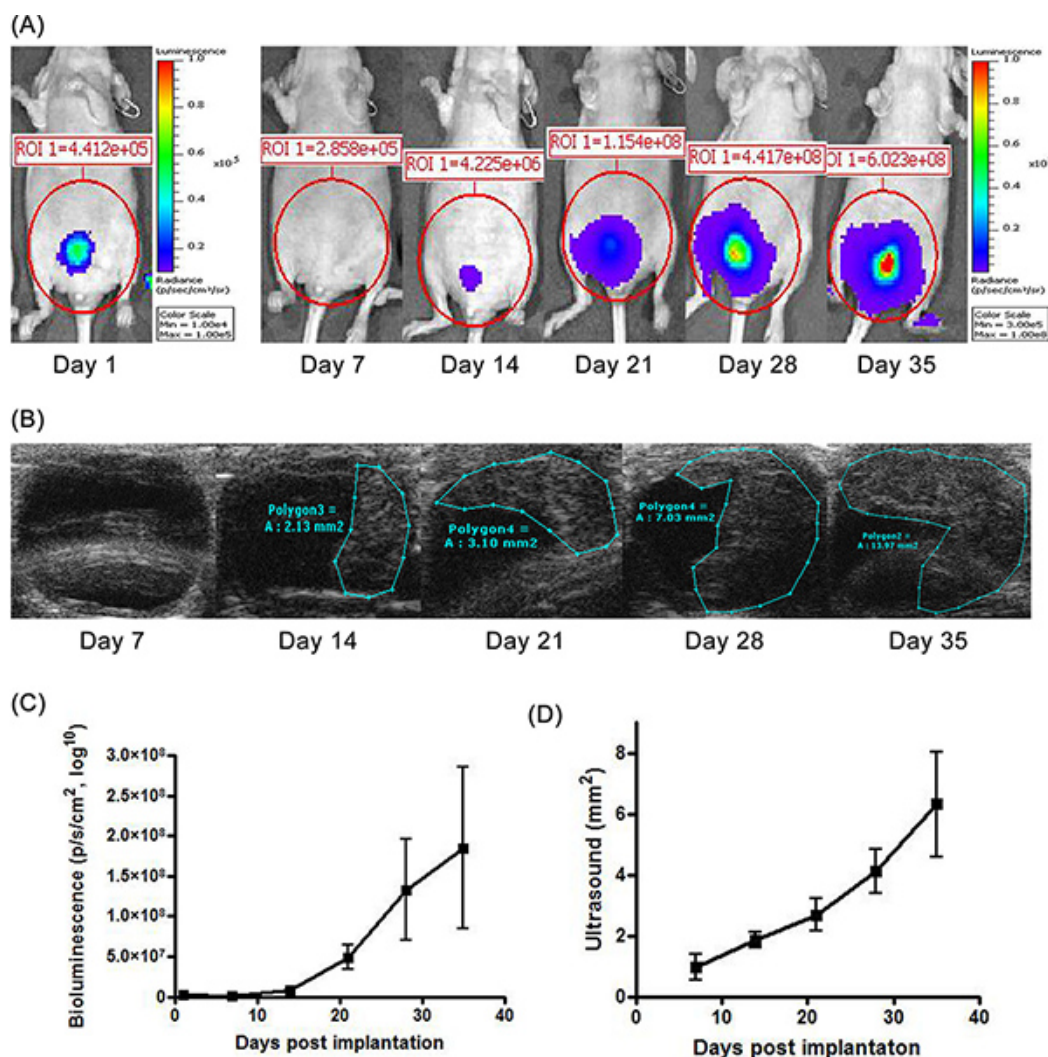 (A)
Luminescence
1.0
0.8
0.6
x10⁵
0.4
0.2
Radiance
(p/sec/cm²/sr)
Color Scale
Min = 1.00e4
Max = 1.00e5
ROI 1=4.412e+05
ROI 1=2.858e+05
ROI 1=4.225e+06
ROI 1=1.154e+08
ROI 1=4.417e+08
OI 1=6.023e+08
Luminescence
1.0
0.8
x10
0.6
0.4
0.2
Radiance
(p/sec/cm²/sr)
Color Scale
Min = 3.00e5
Max = 1.00e8
Day 1
Day 7
Day 14
Day 21
Day 28
Day 35
(B)
Polygon3 =
A : 2.13 mm2
Polygon4 =
A : 3.10 mm2
Polygon4 =
A : 7.03 mm2
Polygon2 =
A : 13.97 mm2
Day 7
Day 14
Day 21
Day 28
Day 35
(C)
Bioluminescence (p/s/cm², log¹⁰)
3.0×10⁸
2.5×10⁸
2.0×10⁸
1.5×10⁸
1.0×10⁸
5.0×10⁷
0
0
10
20
30
40
Days post implantation
(D)
Ultrasound (mm²)
8
6
4
2
0
0
10
20
30
40
Days post implantaton